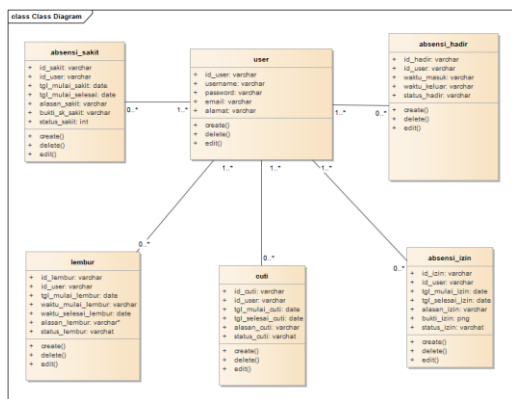 class Class Diagram
absensi_sakit
+ id_sakit: varchar
+ id_user: varchar
+ tgl_mulai_sakit: date
+ tgl_mulai_selesai: date
+ alasan_sakit: varchar
+ bukti_sk_sakit: varchar
+ status_sakit: int
+ create()
+ delete()
+ edit()
0..*
1..*
user
+ id_user: varchar
+ username: varchar
+ password: varchar
+ email: varchar
+ alamat: varchar
+ create()
+ delete()
+ edit()
1..*
0..*
absensi_hadir
+ id_hadir: varchar
+ id_user: varchar
+ waktu_masuk: varchar
+ waktu_keluar: varchar
+ status_hadir: varchar
+ create()
+ delete()
+ edit()
1..*
1..*
1..*
0..*
0..*
0..*
lembur
+ id_lembur: varchar
+ id_user: varchar
+ tgl_mulai_lembur: date
+ waktu_mulai_lembur: varchar
+ waktu_selesai_lembur: date
+ alasan_lembur: varchar*
+ status_lembur: varchat
+ create()
+ delete()
+ edit()
cuti
+ id_cuti: varchar
+ id_user: varchar
+ tgl_mulai_cuti: date
+ tgl_selesai_cuti: date
+ alasan_cuti: varchar
+ status_cuti: varchat
+ create()
+ delete()
+ edit()
absensi_izin
+ id_izin: varchar
+ id_user: varchar
+ tgl_mulai_izin: date
+ tgl_selesai_izin: date
+ alasan_izin: varchar
+ bukti_izin: png
+ status_izin: varchat
+ create()
+ delete()
+ edit()